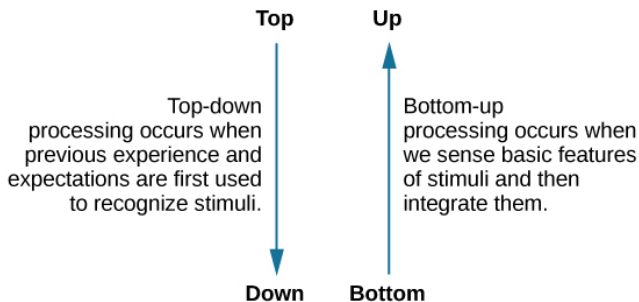 Top
Up
Top-down
processing occurs when
previous experience and
expectations are first used
to recognize stimuli.
Bottom-up
processing occurs when
we sense basic features
of stimuli and then
integrate them.
Down
Bottom